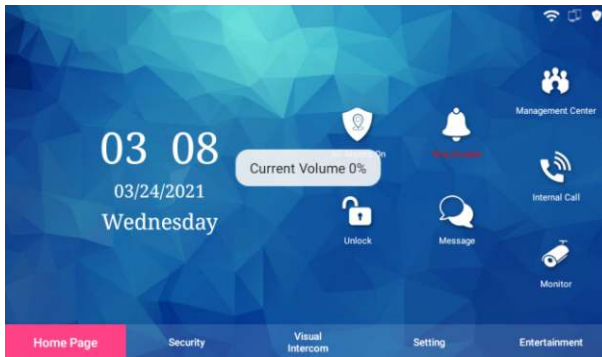 Management Center
03 08
On
Current Volume 0%
03/24/2021
Internal Call
Wednesday
Unlock
Message
Monitor
Home Page
Security
Visual
Intercom
Setting
Entertainment